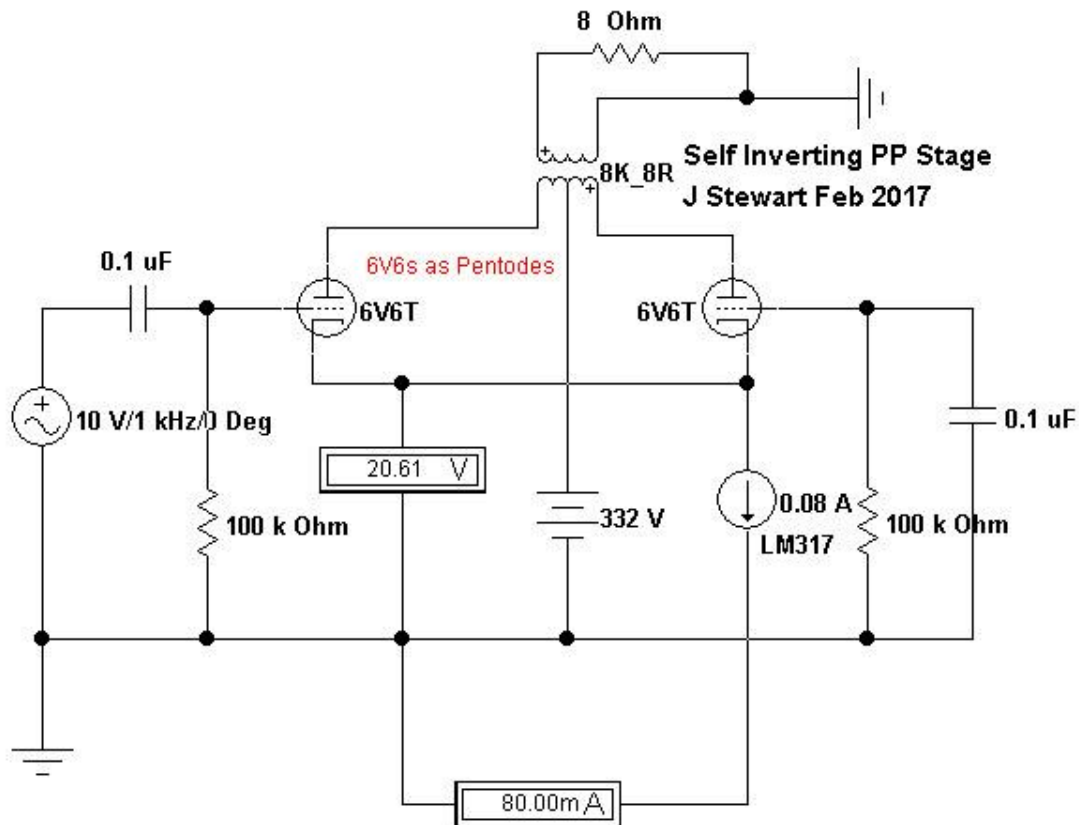 8 Ohm
8K_8R
Self Inverting PP Stage
J Stewart Feb 2017
0.1 uF
6V6s as Pentodes
6V6T
6V6T
10 V/1 kHz/0 Deg
0.1 uF
20.61 V
100 k Ohm
332 V
0.08 A
LM317
100 k Ohm
80.00m A